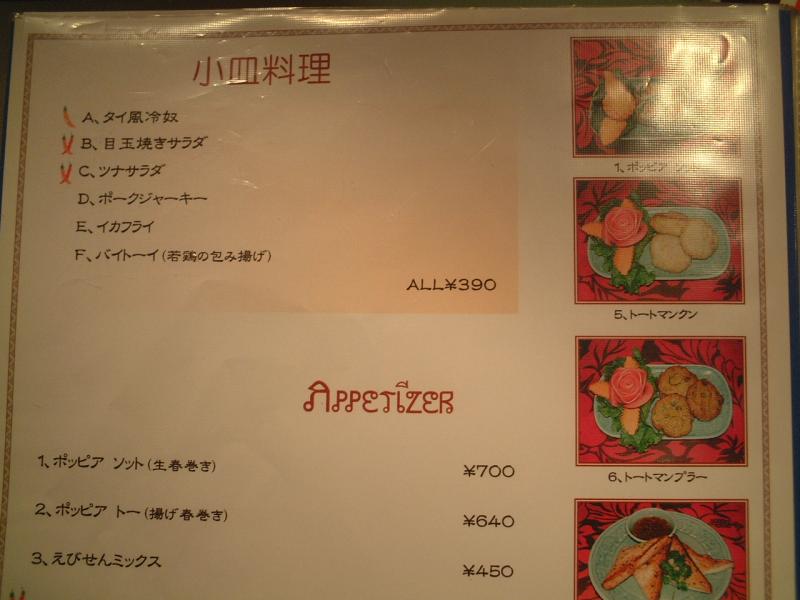 小皿料理
A、タイ風冷奴
B、目玉焼きサラダ
C、ツナサラダ
D、ポークジャーキー
E、イカフライ
F、バイトーイ(若鶏の包み揚げ)
ALL¥390
APPETIZER
1、ポッピア ソット(生春巻き) ¥700
2、ポッピア トー(揚げ春巻き) ¥640
3、えびせんミックス ¥450
1、ポッピア ソット
5、トートマンクン
6、トートマンプラー